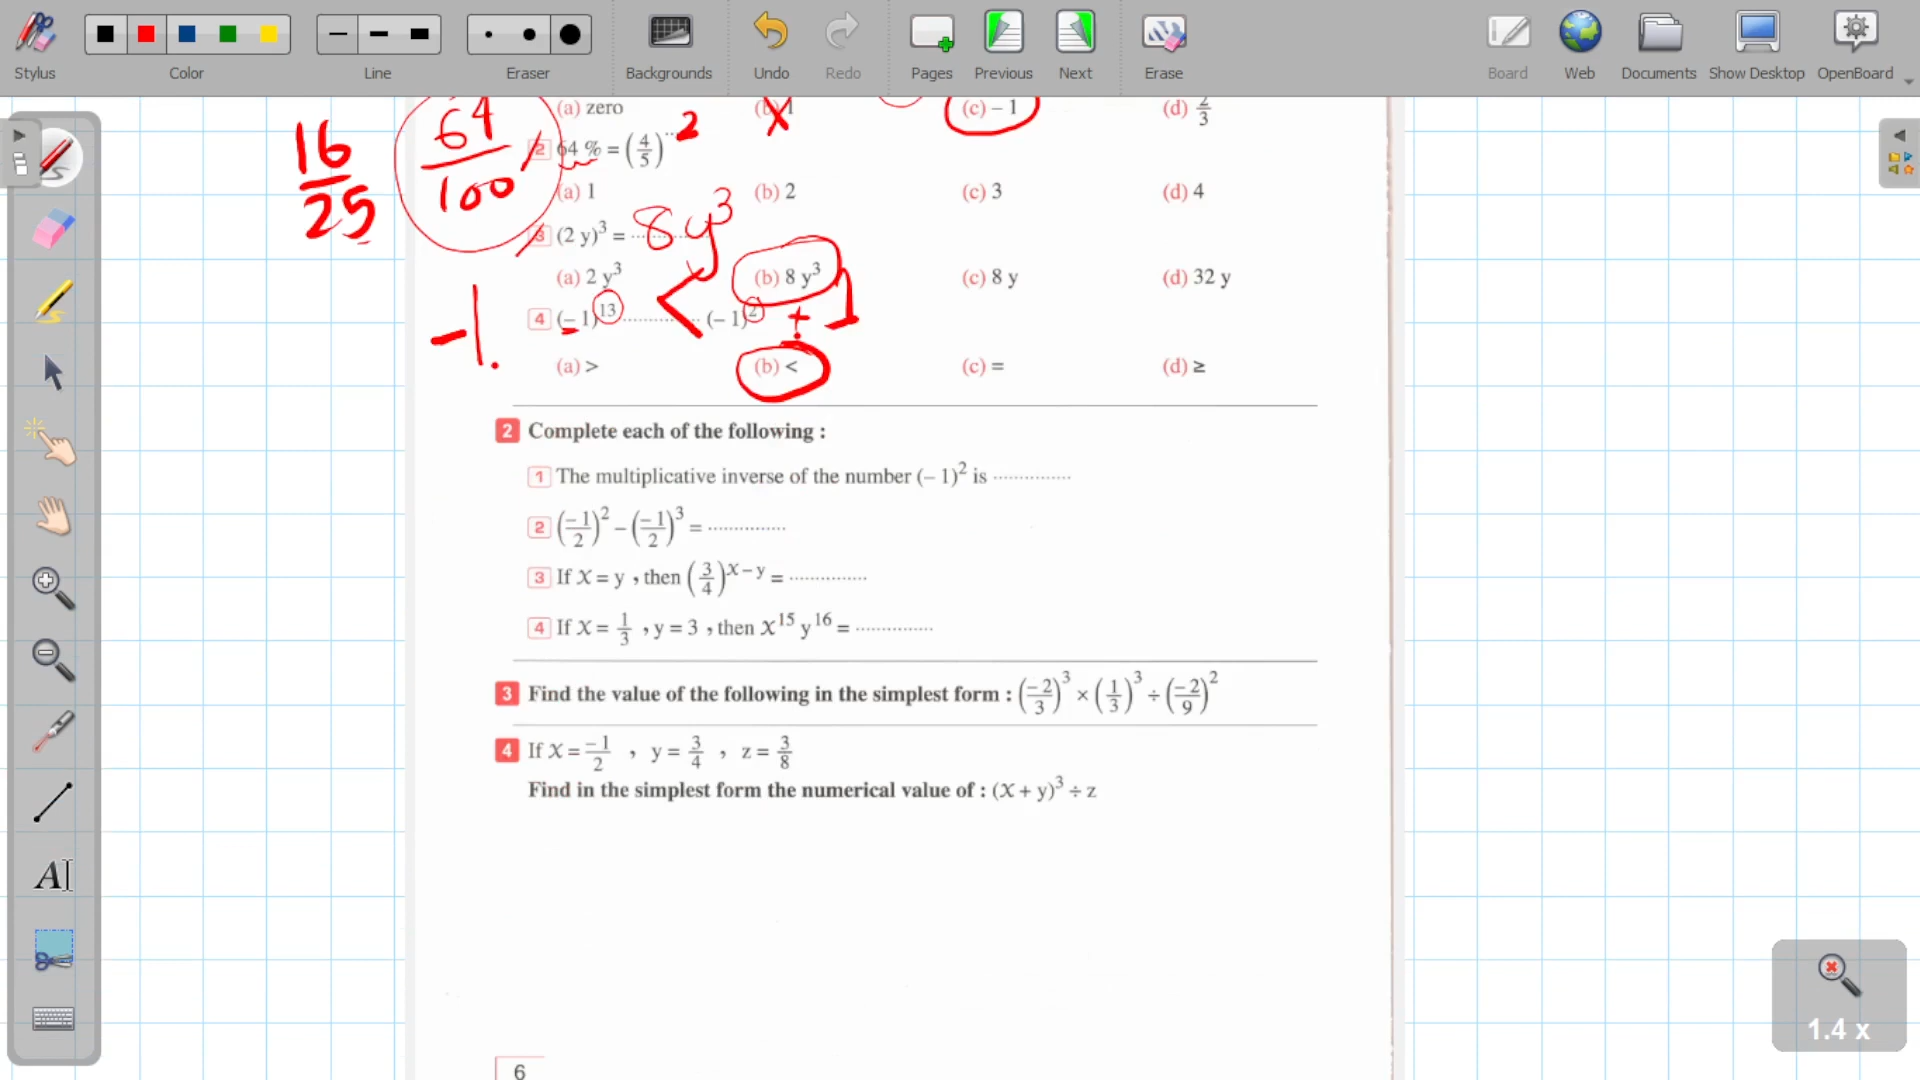 Stylus Color Line Eraser Backgrounds Undo Redo Pages Previous Next Erase Board Web Documents Show Desktop OpenBoard
(a) zero (b) 1 (c) – 1 (d) 2/3
64/100
16/25
2 64 % = (4/5)^...... 2
(a) 1 (b) 2 (c) 3 (d) 4
3 (2 y)³ = ........ 8y³
(a) 2 y³ (b) 8 y³ (c) 8 y (d) 32 y
-1 4 (– 1)¹³ ............ < (– 1)² + 1
(a) > (b) < (c) = (d) ≥
2 Complete each of the following :
1 The multiplicative inverse of the number (– 1)² is ..............
2 (–1/2)² – (–1/2)³ = ..............
3 If X = y , then (3/4)^(X – y) = ..............
4 If X = 1/3 , y = 3 , then X¹⁵ y¹⁶ = ..............
3 Find the value of the following in the simplest form : (–2/3)³ × (1/3)³ ÷ (–2/9)²
4 If X = –1/2 , y = 3/4 , z = 3/8
Find in the simplest form the numerical value of : (X + y)³ ÷ z
6
1.4 x